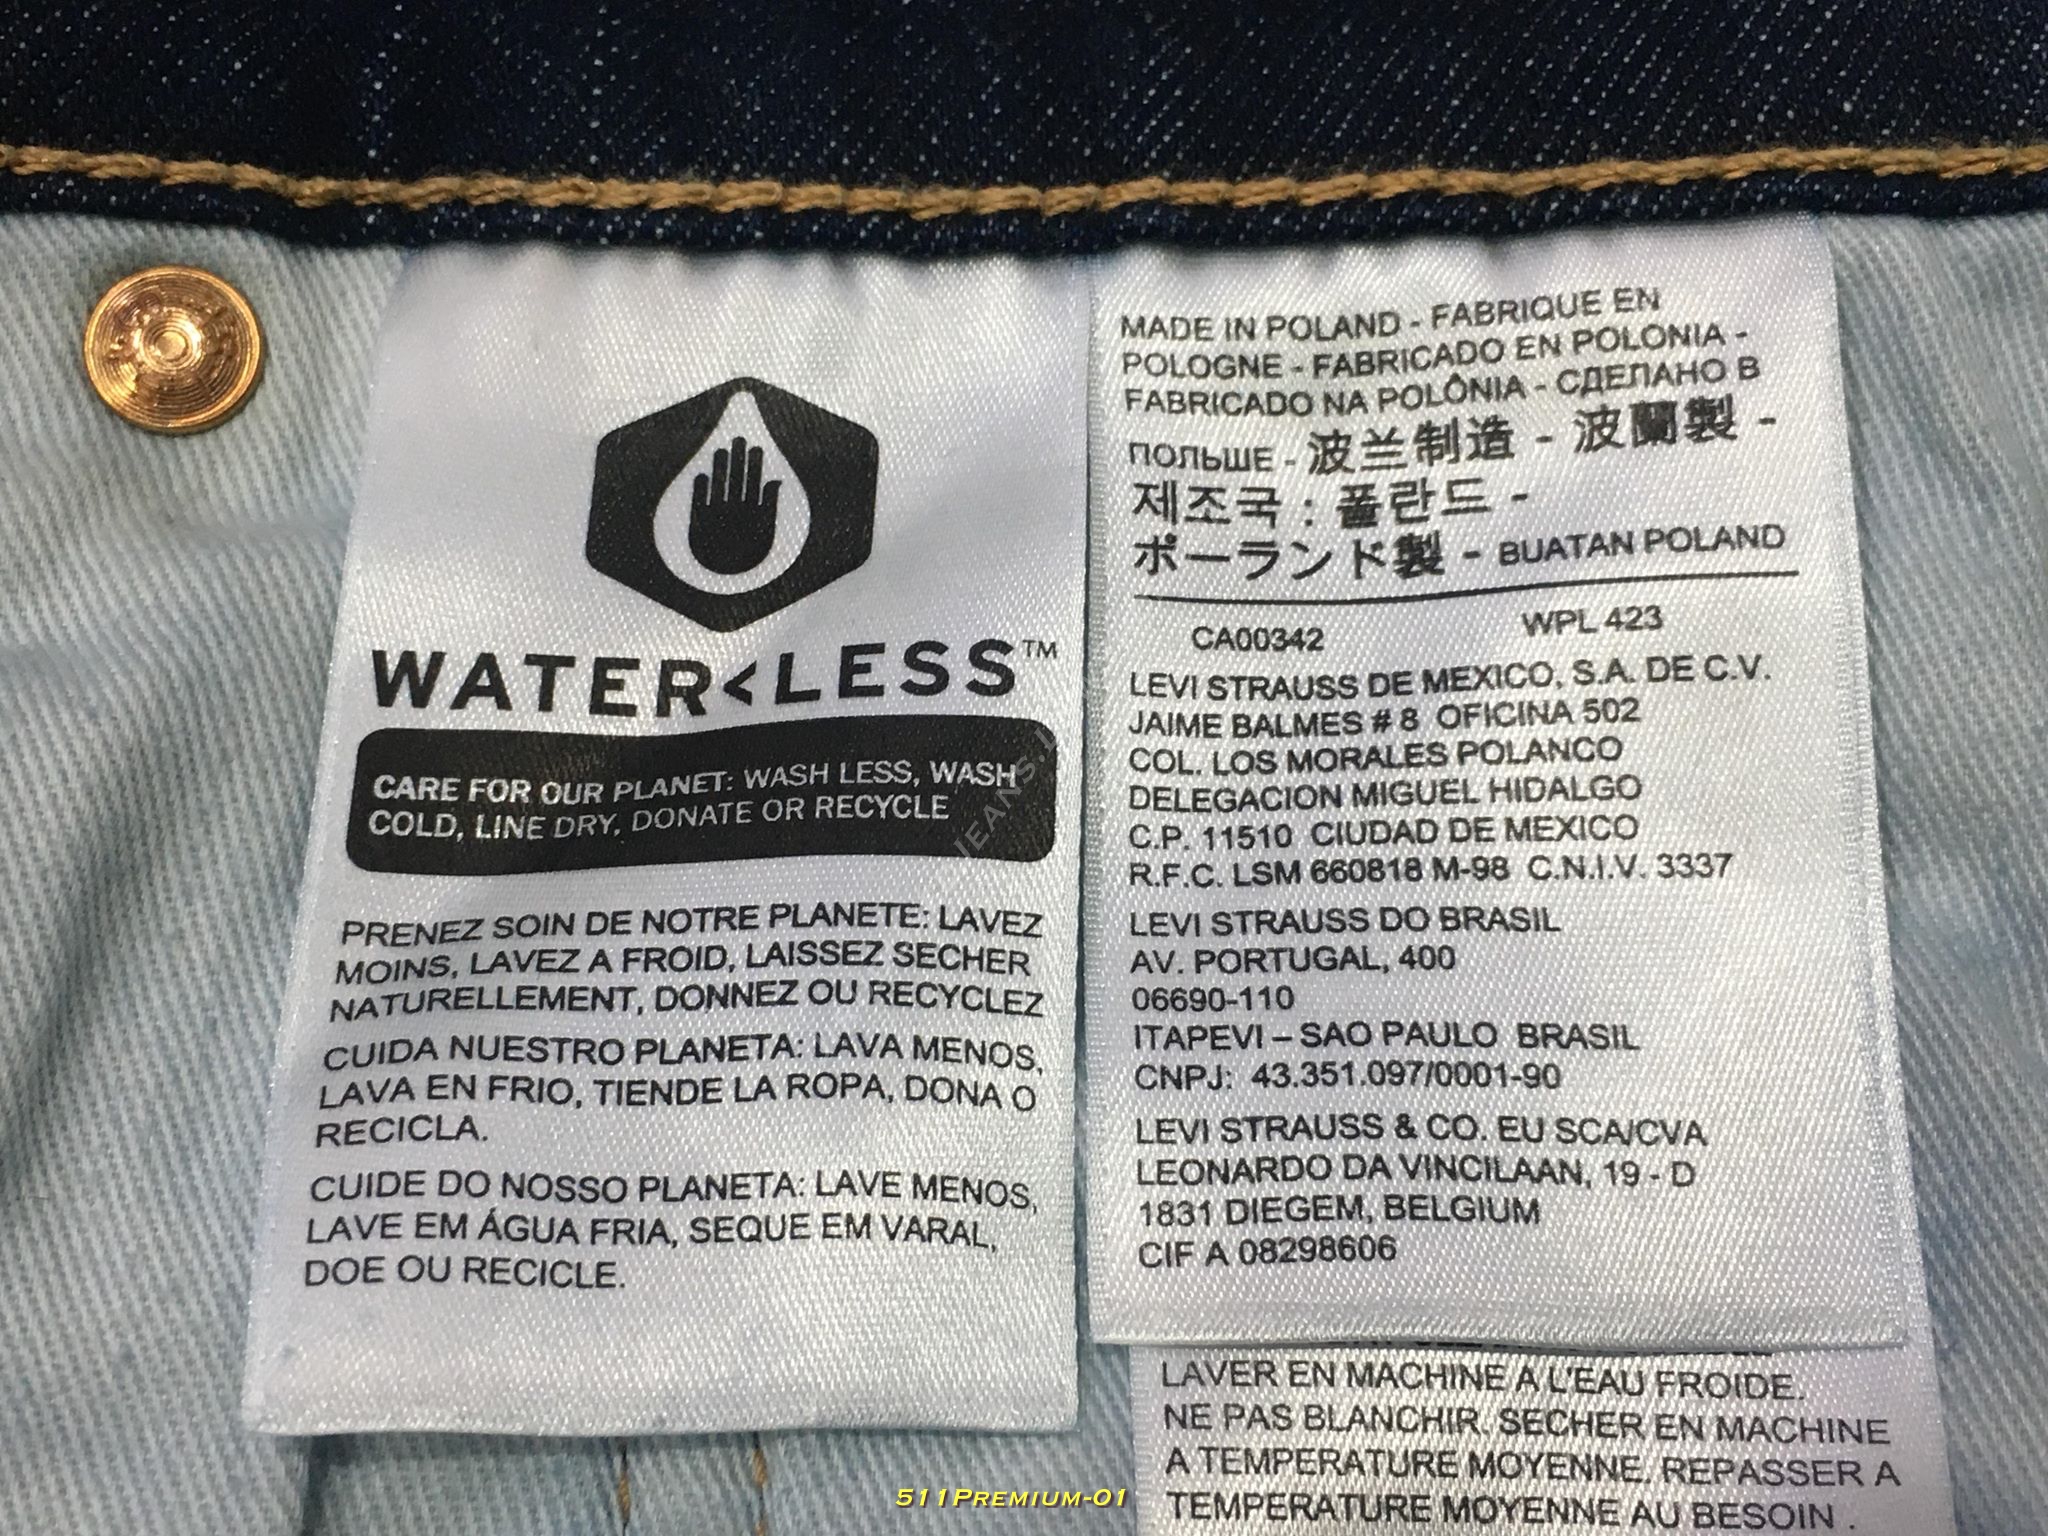 WATER<LESS™
CARE FOR OUR PLANET: WASH LESS, WASH
COLD, LINE DRY, DONATE OR RECYCLE
PRENEZ SOIN DE NOTRE PLANETE: LAVEZ
MOINS, LAVEZ A FROID, LAISSEZ SECHER
NATURELLEMENT, DONNEZ OU RECYCLEZ
CUIDA NUESTRO PLANETA: LAVA MENOS,
LAVA EN FRIO, TIENDE LA ROPA, DONA O
RECICLA.
CUIDE DO NOSSO PLANETA: LAVE MENOS,
LAVE EM ÁGUA FRIA, SEQUE EM VARAL,
DOE OU RECICLE.
MADE IN POLAND - FABRIQUE EN
POLOGNE - FABRICADO EN POLONIA -
FABRICADO NA POLÔNIA - СДЕЛАНО В
ПОЛЬШЕ - 波兰制造 - 波蘭製 -
제조국 : 폴란드 -
ポーランド製 - BUATAN POLAND
CA00342 WPL 423
LEVI STRAUSS DE MEXICO, S.A. DE C.V.
JAIME BALMES # 8 OFICINA 502
COL. LOS MORALES POLANCO
DELEGACION MIGUEL HIDALGO
C.P. 11510 CIUDAD DE MEXICO
R.F.C. LSM 660818 M-98 C.N.I.V. 3337
LEVI STRAUSS DO BRASIL
AV. PORTUGAL, 400
06690-110
ITAPEVI – SAO PAULO BRASIL
CNPJ: 43.351.097/0001-90
LEVI STRAUSS & CO. EU SCA/CVA
LEONARDO DA VINCILAAN, 19 - D
1831 DIEGEM, BELGIUM
CIF A 08298606
LAVER EN MACHINE A L'EAU FROIDE.
NE PAS BLANCHIR. SECHER EN MACHINE
A TEMPERATURE MOYENNE. REPASSER A
TEMPERATURE MOYENNE AU BESOIN .
511Premium-01